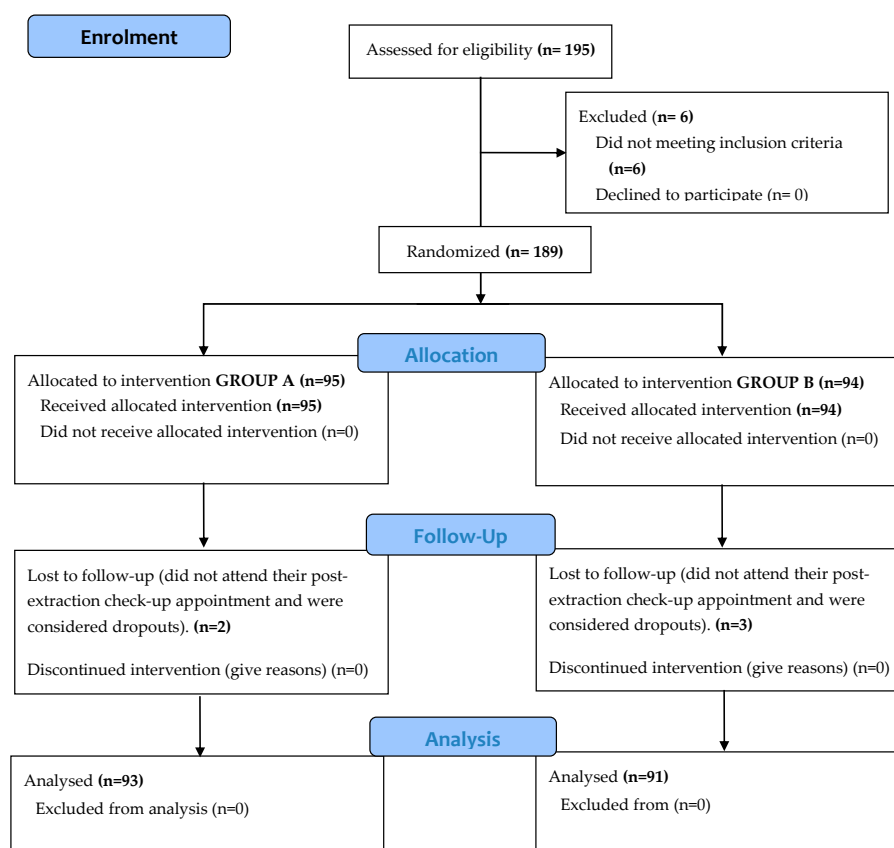 Enrolment
Assessed for eligibility (n= 195)
Excluded (n= 6)
Did not meeting inclusion criteria
(n=6)
Declined to participate (n= 0)
Randomized (n= 189)
Allocation
Allocated to intervention GROUP A (n=95)
Received allocated intervention (n=95)
Did not receive allocated intervention (n=0)
Allocated to intervention GROUP B (n=94)
Received allocated intervention (n=94)
Did not receive allocated intervention (n=0)
Follow-Up
Lost to follow-up (did not attend their post-
extraction check-up appointment and were
considered dropouts). (n=2)
Discontinued intervention (give reasons) (n=0)
Lost to follow-up (did not attend their post-
extraction check-up appointment and were
considered dropouts). (n=3)
Discontinued intervention (give reasons) (n=0)
Analysis
Analysed (n=93)
Excluded from analysis (n=0)
Analysed (n=91)
Excluded from (n=0)